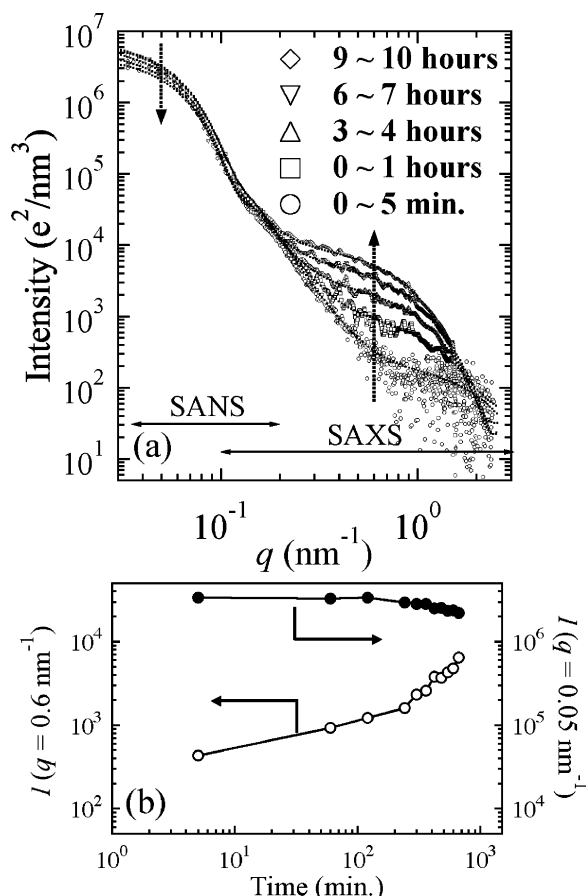 10^7
10^6
10^5
10^4
10^3
10^2
10^1
Intensity (e^2/nm^3)
9 ~ 10 hours
6 ~ 7 hours
3 ~ 4 hours
0 ~ 1 hours
0 ~ 5 min.
SANS
(a)
SAXS
10^-1
10^0
q (nm^-1)
I (q = 0.6 nm^-1)
10^4
10^3
10^2
(b)
10^6
10^5
10^4
I (q = 0.05 nm^-1)
10^0
10^1
10^2
10^3
Time (min.)